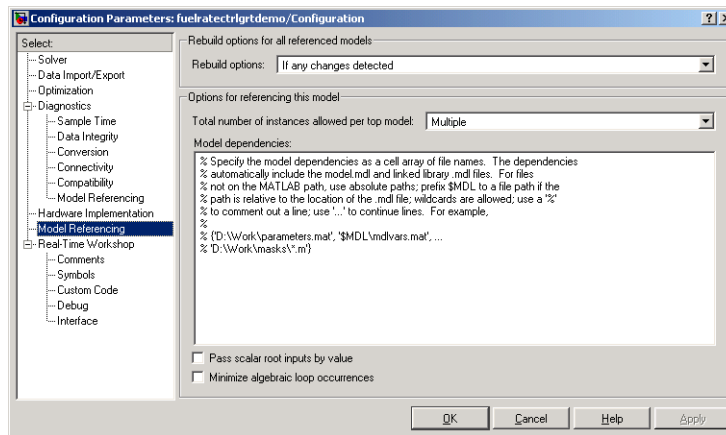 Configuration Parameters: fuelratectrlgrtdemo/Configuration
Select:
Solver
Data Import/Export
Optimization
Diagnostics
Sample Time
Data Integrity
Conversion
Connectivity
Compatibility
Model Referencing
Hardware Implementation
Model Referencing
Real-Time Workshop
Comments
Symbols
Custom Code
Debug
Interface
Rebuild options for all referenced models
Rebuild options: If any changes detected
Options for referencing this model
Total number of instances allowed per top model: Multiple
Model dependencies:
% Specify the model dependencies as a cell array of file names.  The dependencies
% automatically include the model.mdl and linked library .mdl files.  For files
% not on the MATLAB path, use absolute paths; prefix $MDL to a file path if the
% path is relative to the location of the .mdl file; wildcards are allowed; use a '%'
% to comment out a line; use '...' to continue lines.  For example,
%
% {'D:\Work\parameters.mat', '$MDL\mdlvars.mat', ...
% 'D:\Work\masks\*.m'}
Pass scalar root inputs by value
Minimize algebraic loop occurrences
OK Cancel Help Apply